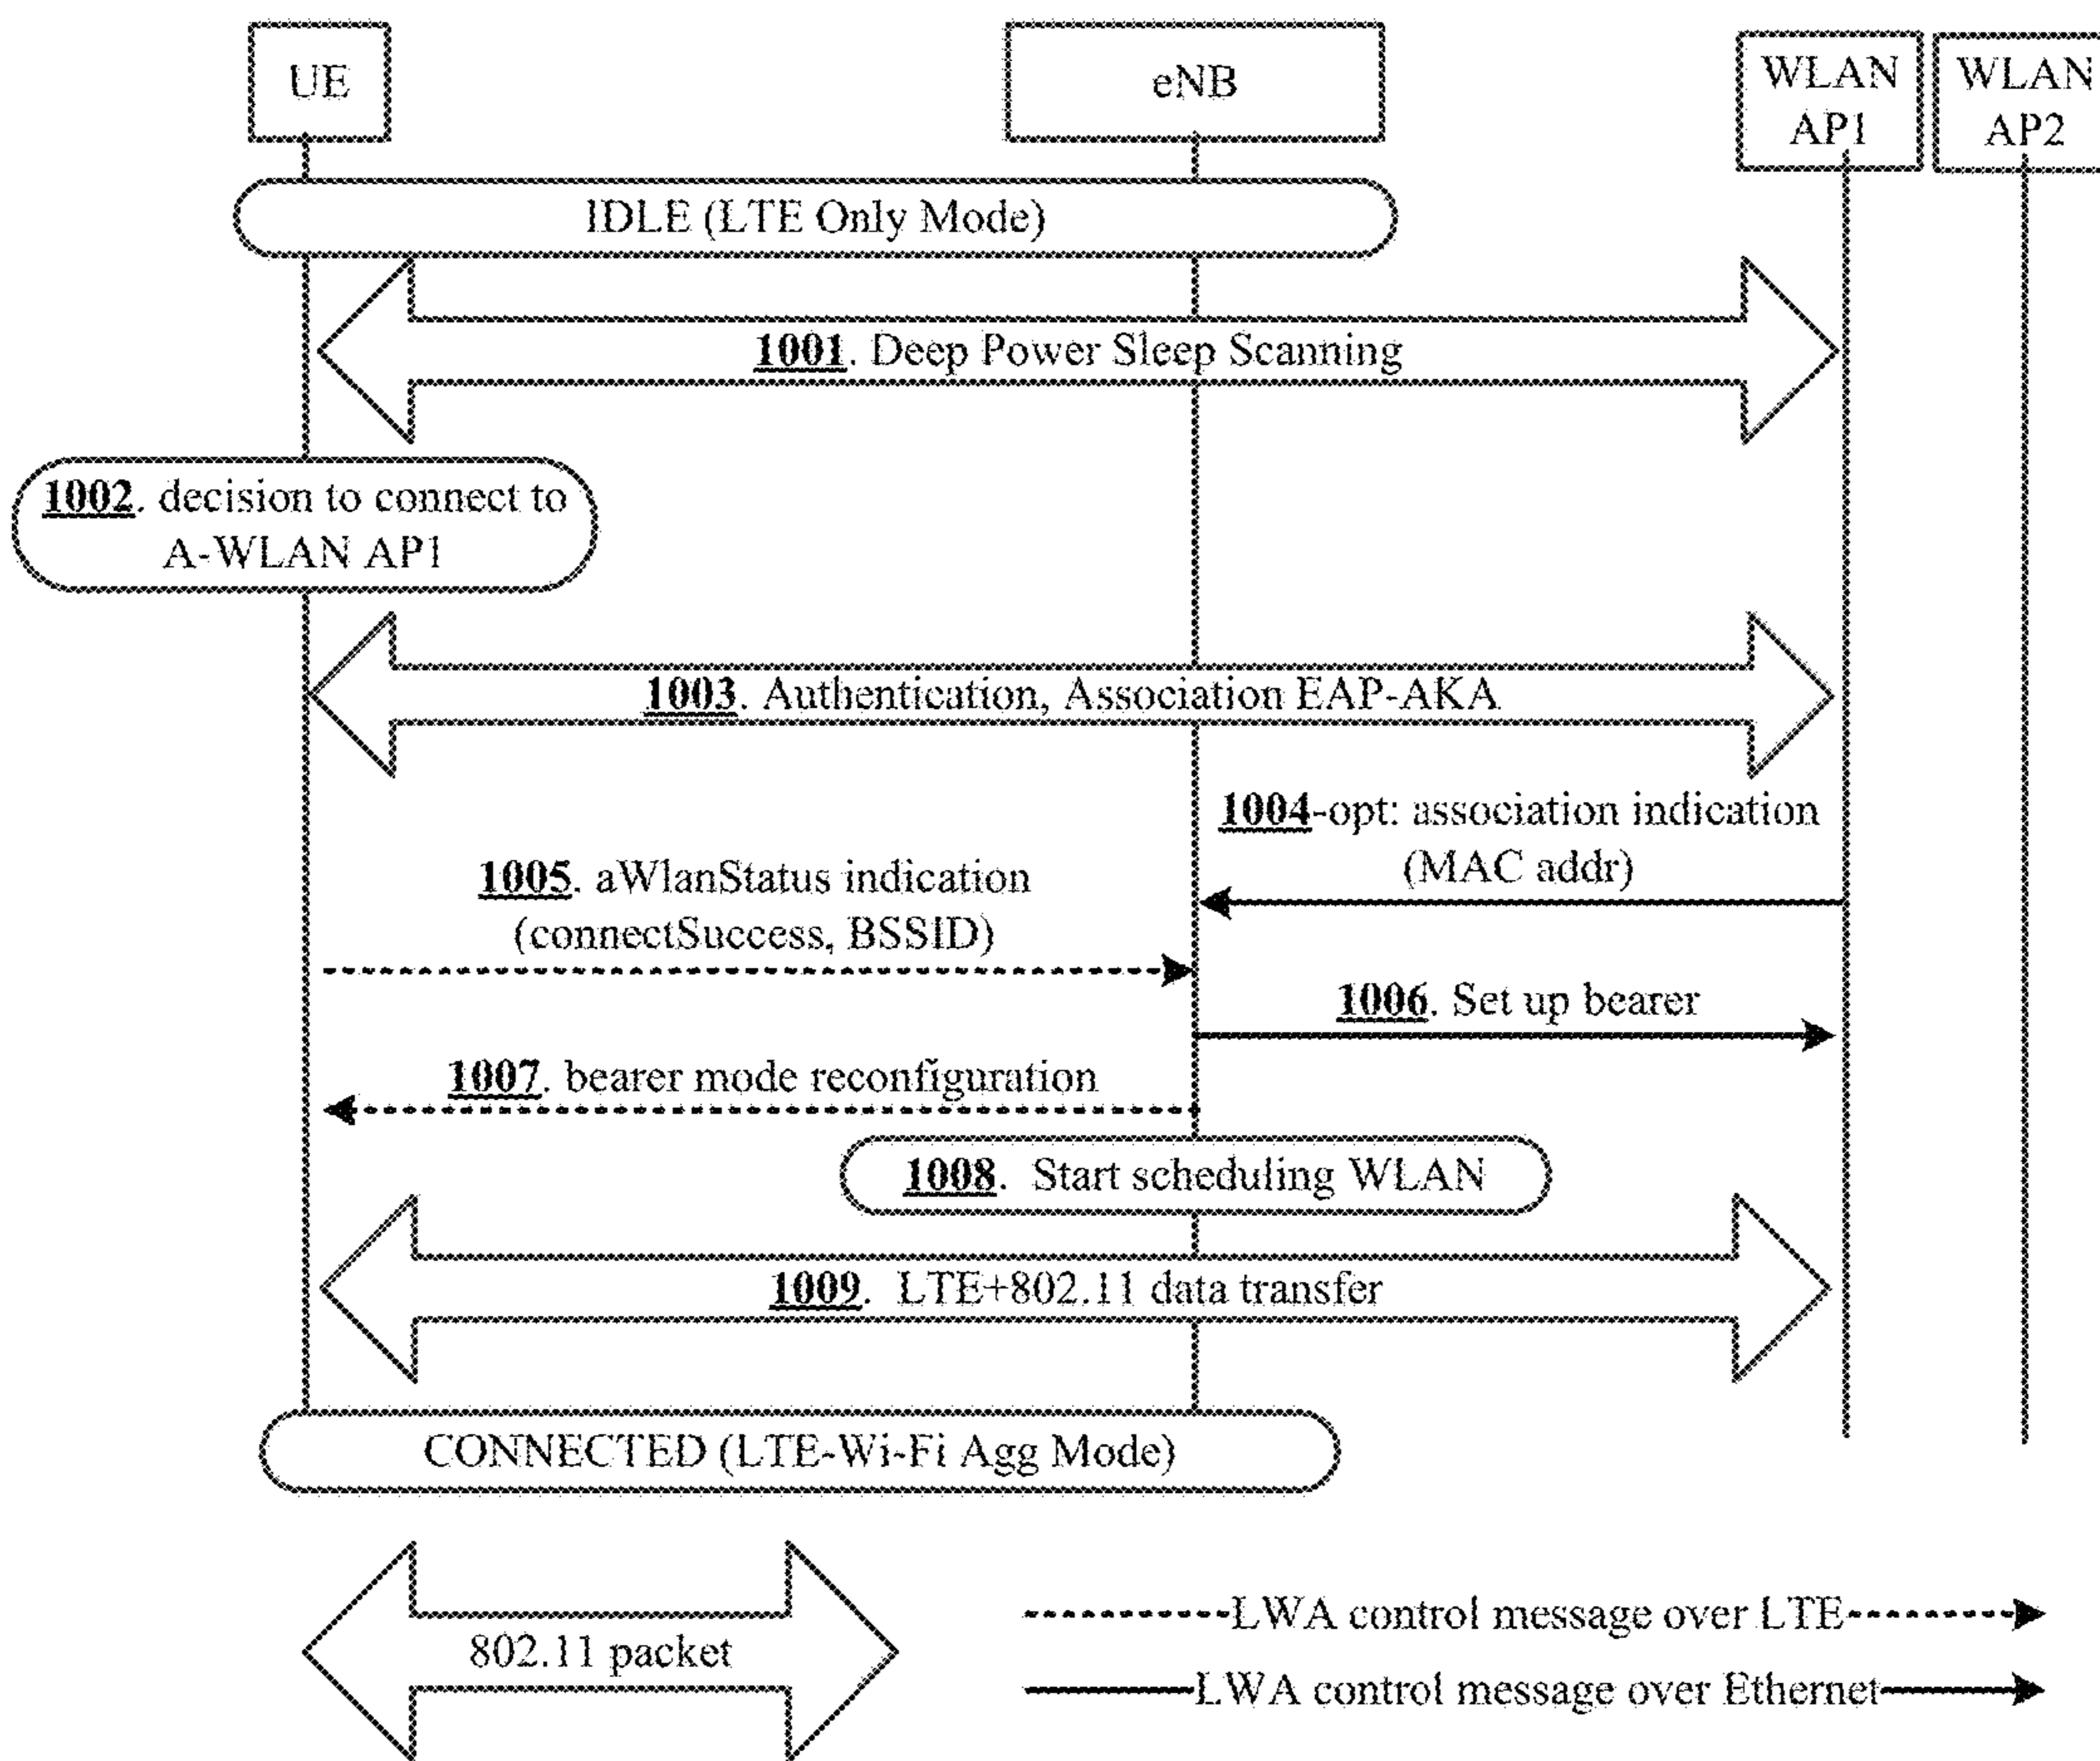 UE
eNB
WLAN
AP1
WLAN
AP2
IDLE (LTE Only Mode)
1001. Deep Power Sleep Scanning
1002. decision to connect to
A-WLAN AP1
1003. Authentication, Association EAP-AKA
1004-opt: association indication
(MAC addr)
1005. aWlanStatus indication
(connectSuccess, BSSID)
1006. Set up bearer
1007. bearer mode reconfiguration
1008. Start scheduling WLAN
1009. LTE+802.11 data transfer
CONNECTED (LTE-Wi-Fi Agg Mode)
802.11 packet
LWA control message over LTE
LWA control message over Ethernet